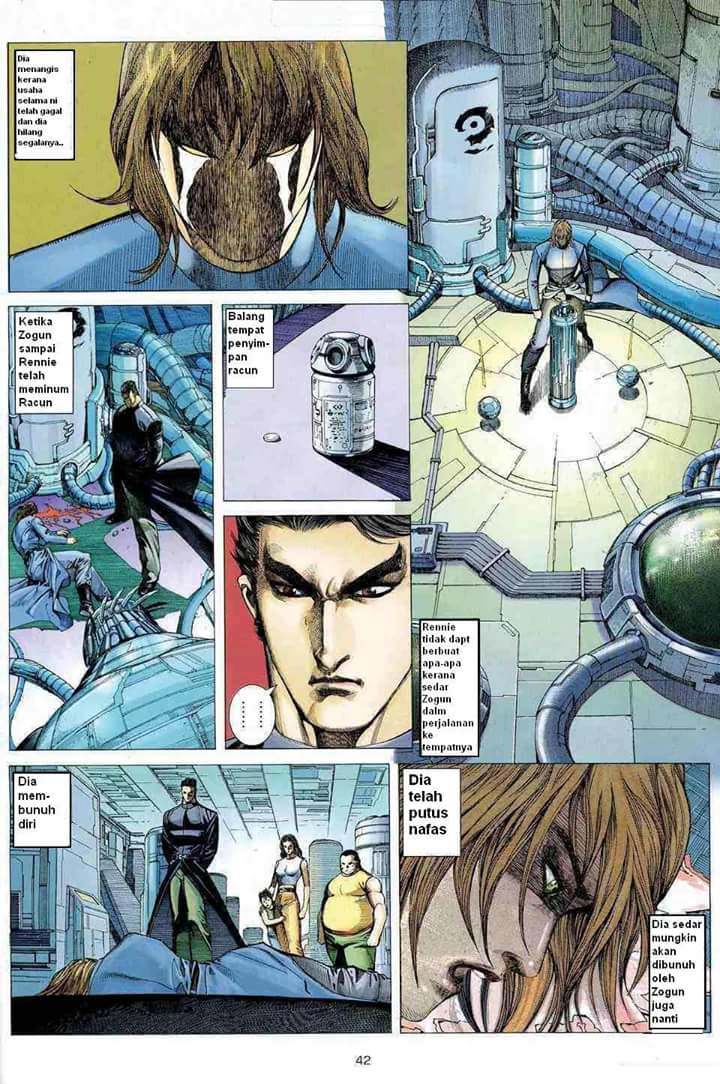 Dia
menangis
kerana
usaha
selama ni
telah gagal
dan dia
hilang
segalanya..
Ketika
Zogun
sampai
Rennie
telah
meminum
Racun
Balang
tempat
penyim-
pan
racun
......
Rennie
tidak dapt
berbuat
apa-apa
kerana
sedar
Zogun
dalm
perjalanan
ke
tempatnya
Dia
mem-
bunuh
diri
Dia
telah
putus
nafas
Dia sedar
mungkin
akan
dibunuh
oleh
Zogun
juga
nanti
42